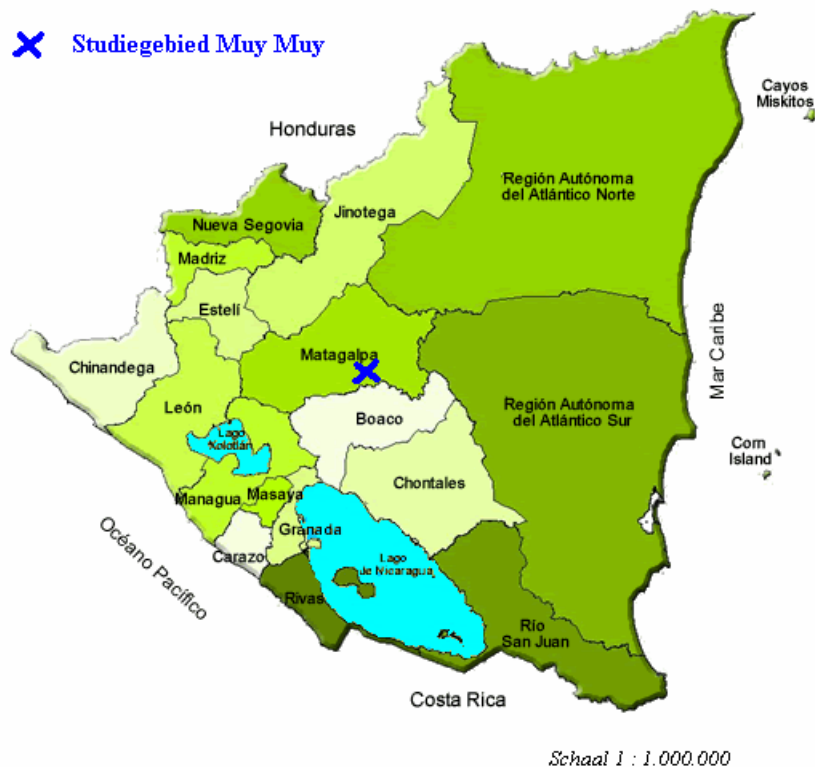 Studiegebied Muy Muy
Cayos
Miskitos
Honduras
Región Autónoma
del Atlántico Norte
Jinotega
Nueva Segovia
Madriz
Estelí
Mar Caribe
Matagalpa
Chinandega
León
Boaco
Región Autónoma
del Atlántico Sur
Lago
Xolotlán
Corn
Island
Chontales
Managua
Masaya
Granada
Océano Pacífico
Carazo
Lago
de Nicaragua
Rivas
Río
San Juan
Costa Rica
Schaal 1 : 1.000.000